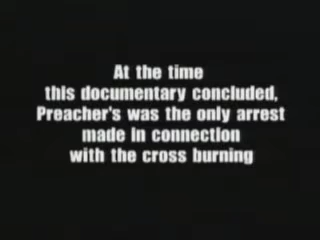 At the time
this documentary concluded,
Preacher's was the only arrest
made in connection
with the cross burning